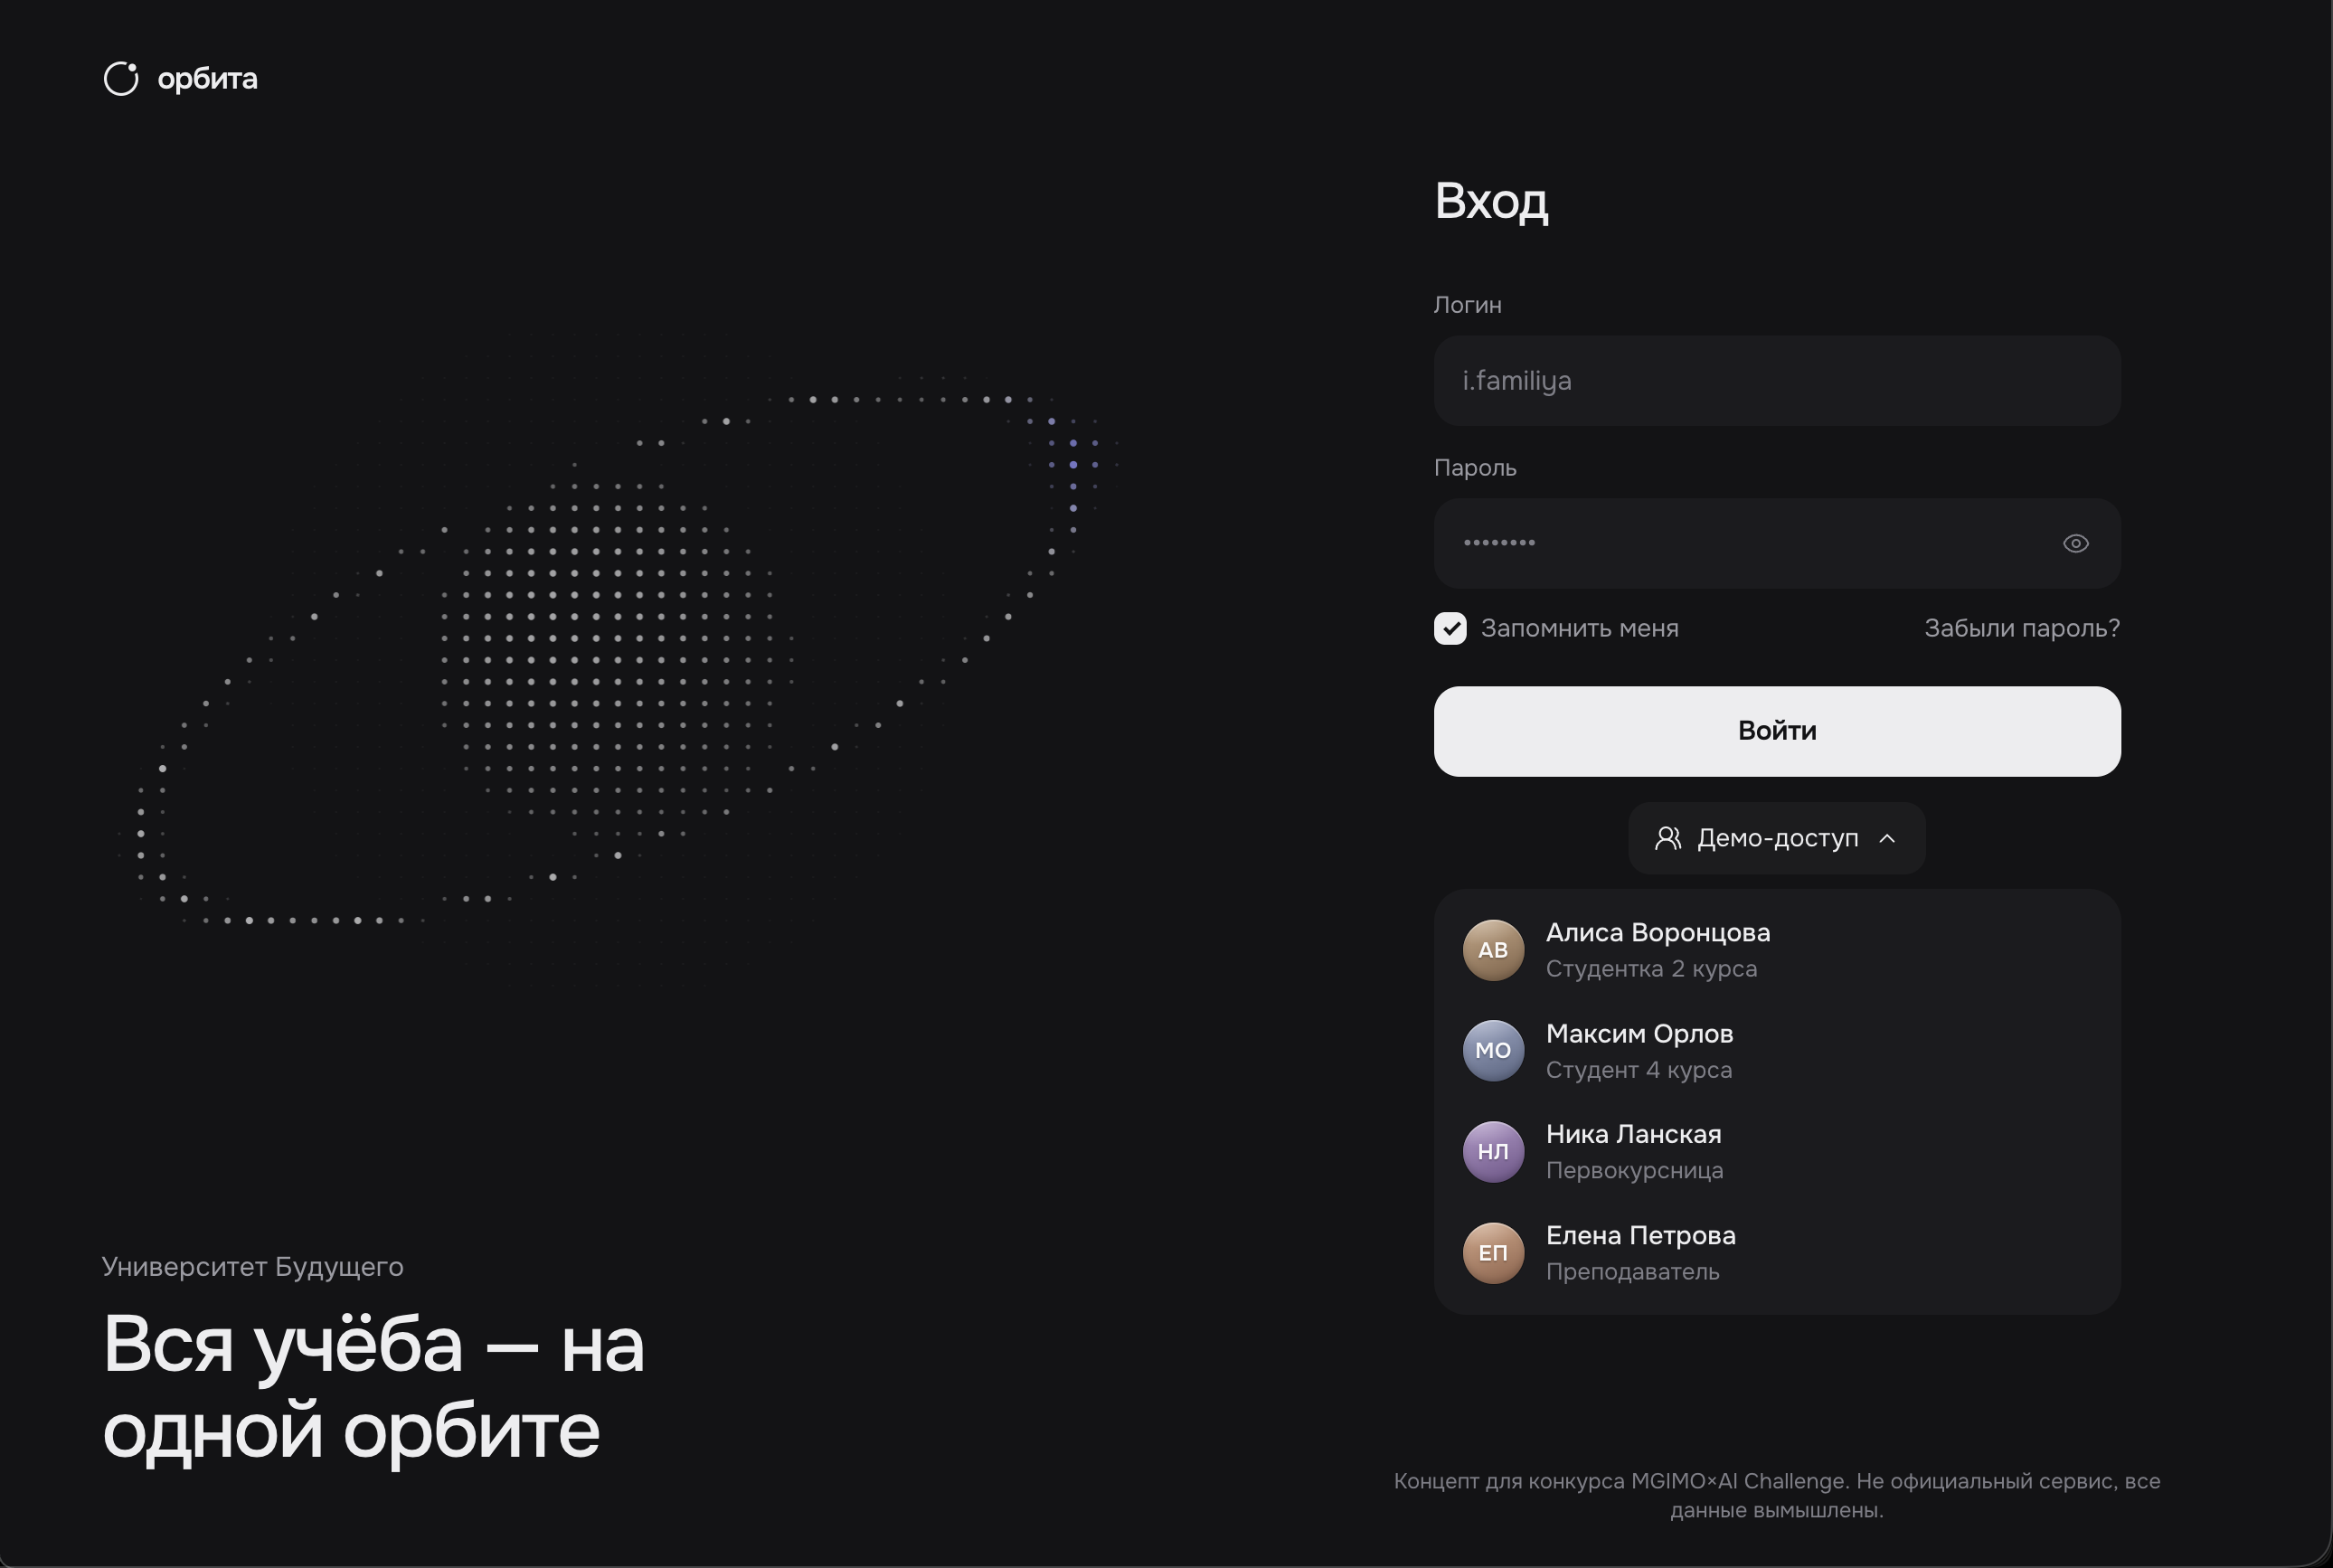 орбита
Вход
Логин
i.familiya
Пароль
••••••••
Запомнить меня
Забыли пароль?
Войти
Демо-доступ
АВ
Алиса Воронцова
Студентка 2 курса
МО
Максим Орлов
Студент 4 курса
НЛ
Ника Ланская
Первокурсница
ЕП
Елена Петрова
Преподаватель
Университет Будущего
Вся учёба — на
одной орбите
Концепт для конкурса MGIMO×AI Challenge. Не официальный сервис, все
данные вымышлены.